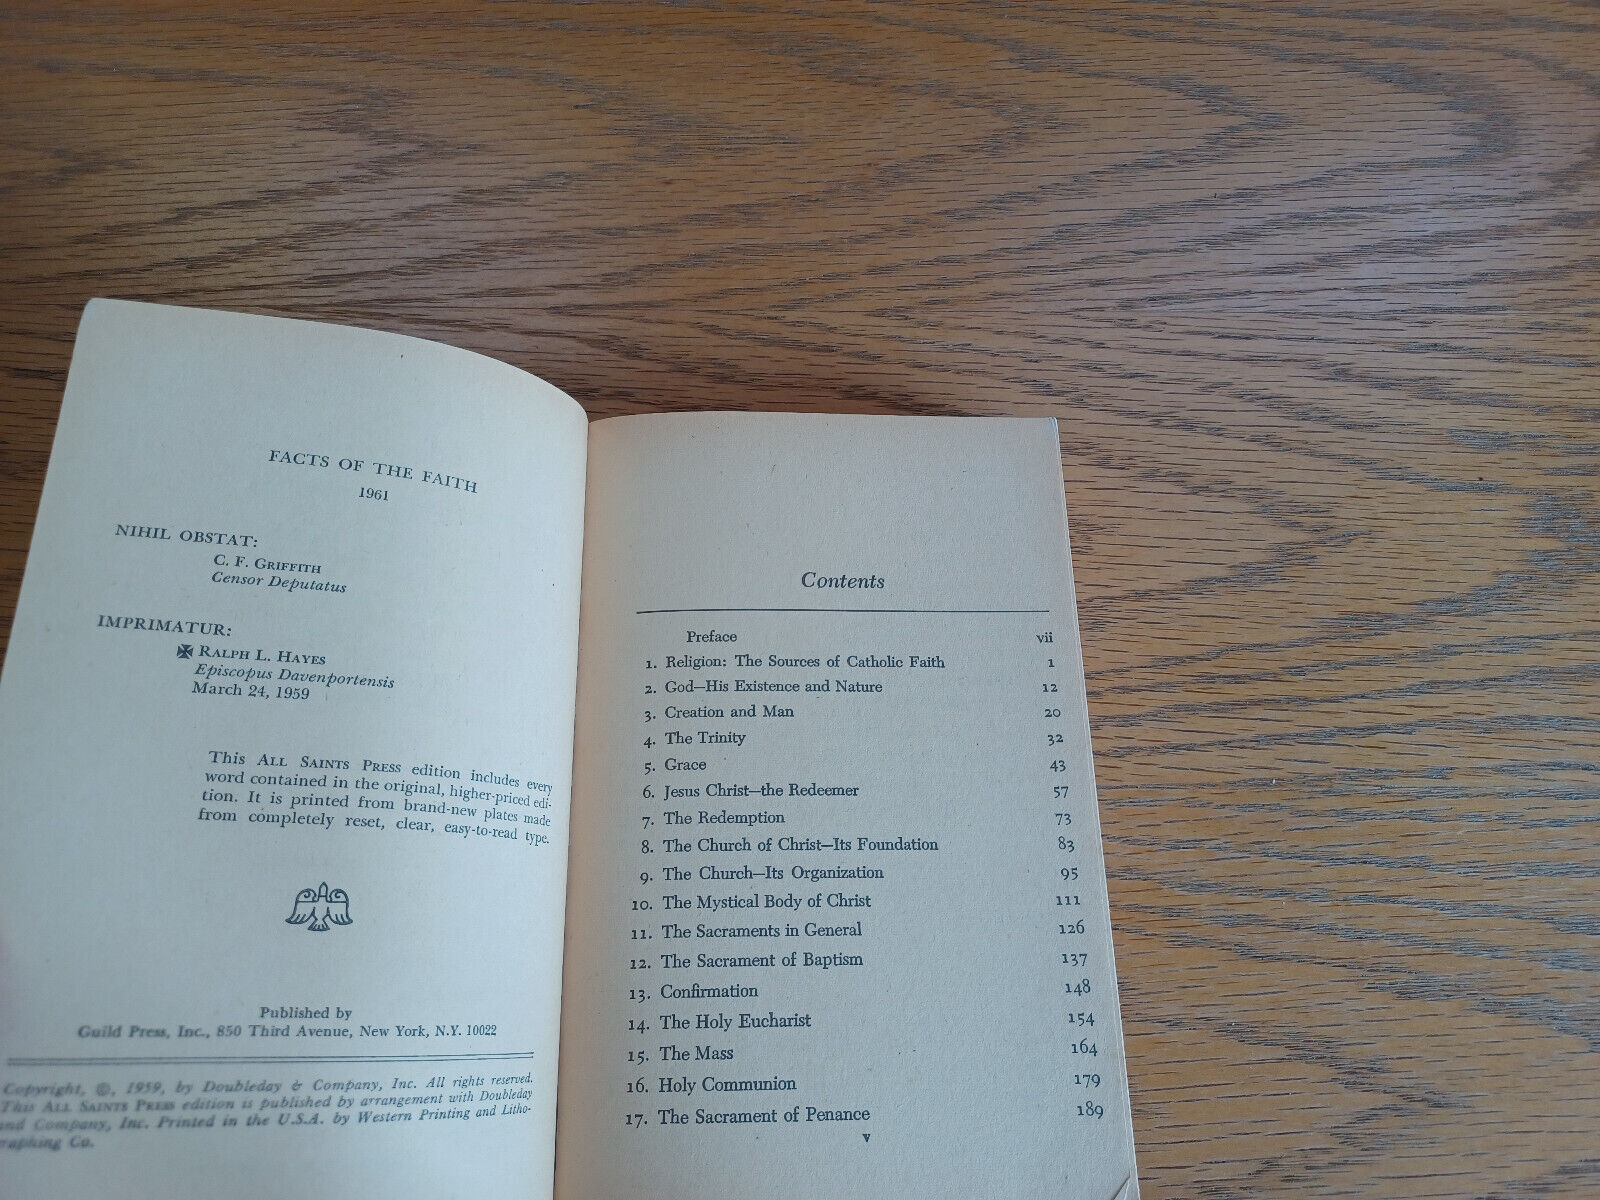 FACTS OF THE FAITH
1961
NIHIL OBSTAT:
C. F. GRIFFITH
Censor Deputatus
IMPRIMATUR:
✠ RALPH L. HAYES
Episcopus Davenportensis
March 24, 1959
This ALL SAINTS PRESS edition includes every
word contained in the original, higher-priced edi-
tion. It is printed from brand-new plates made
from completely reset, clear, easy-to-read type.
Published by
Guild Press, Inc., 850 Third Avenue, New York, N.Y. 10022
Copyright, ©, 1959, by Doubleday & Company, Inc. All rights reserved.
This ALL SAINTS PRESS edition is published by arrangement with Doubleday
and Company, Inc. Printed in the U.S.A. by Western Printing and Litho-
graphing Co.
Contents
Preface vii
1. Religion: The Sources of Catholic Faith 1
2. God—His Existence and Nature 12
3. Creation and Man 20
4. The Trinity 32
5. Grace 43
6. Jesus Christ—the Redeemer 57
7. The Redemption 73
8. The Church of Christ—Its Foundation 83
9. The Church—Its Organization 95
10. The Mystical Body of Christ 111
11. The Sacraments in General 126
12. The Sacrament of Baptism 137
13. Confirmation 148
14. The Holy Eucharist 154
15. The Mass 164
16. Holy Communion 179
17. The Sacrament of Penance 189
v